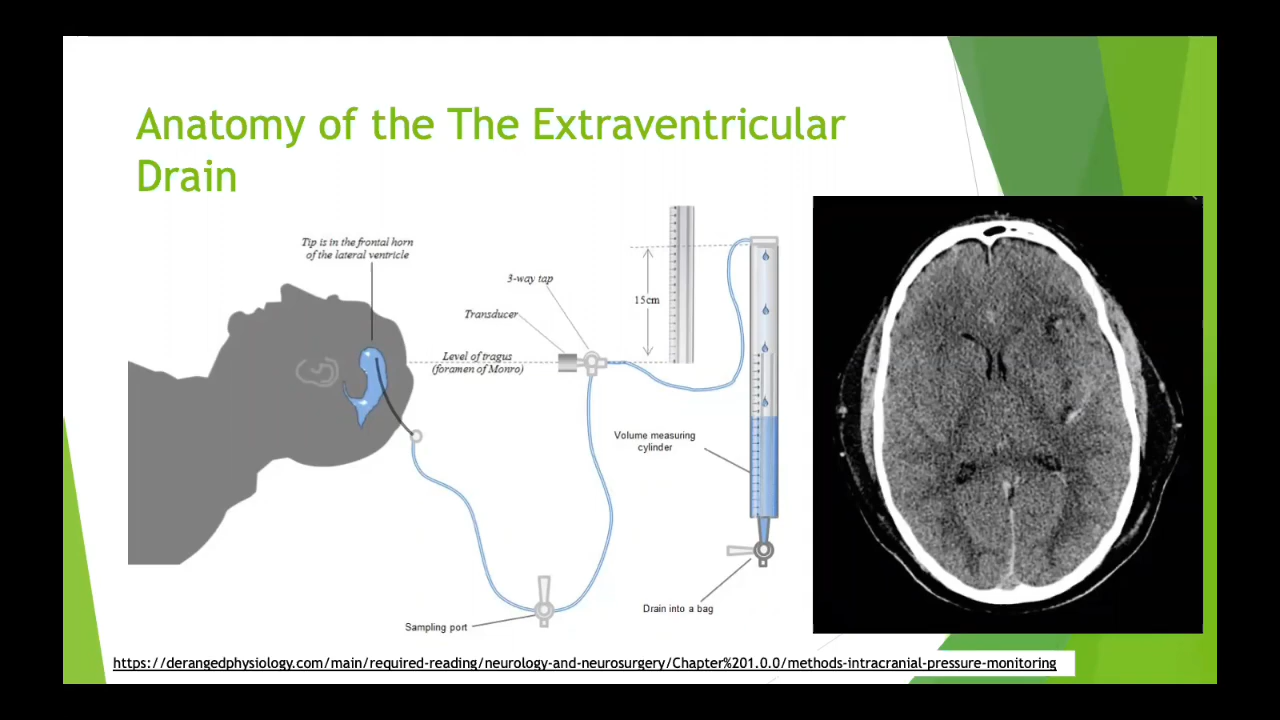 Anatomy of the The Extraventricular
Drain
Tip is in the frontal horn
of the lateral ventricle
3-way tap
Transducer
15cm
Level of tragus
(foramen of Monro)
Volume measuring
cylinder
Drain into a bag
Sampling port
https://derangedphysiology.com/main/required-reading/neurology-and-neurosurgery/Chapter%201.0.0/methods-intracranial-pressure-monitoring